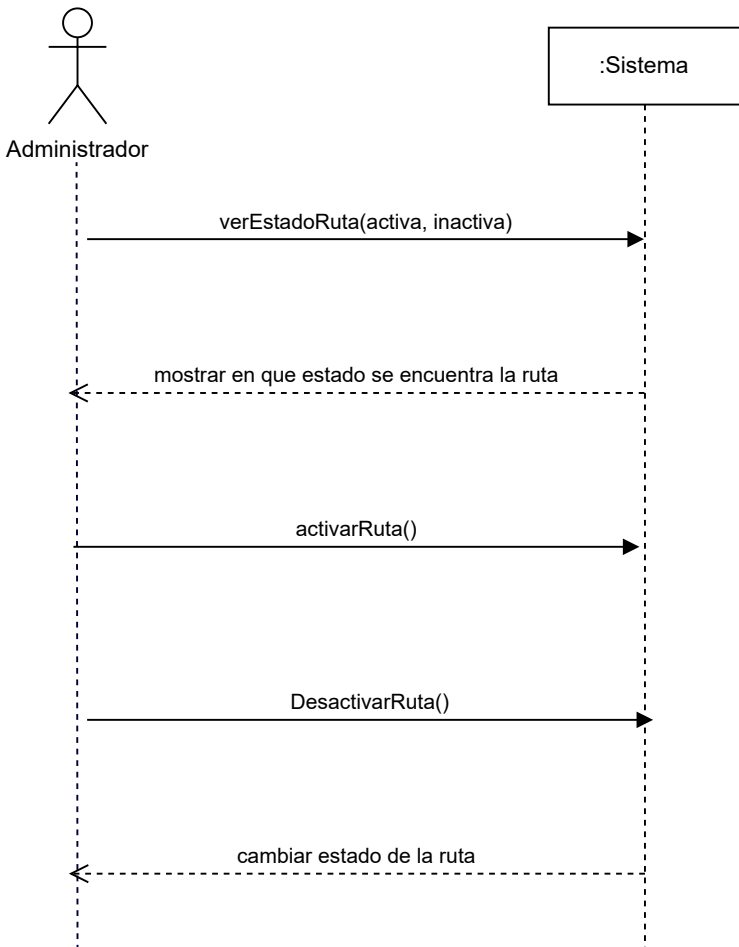 :Sistema
Administrador
verEstadoRuta(activa, inactiva)
mostrar en que estado se encuentra la ruta
activarRuta()
DesactivarRuta()
cambiar estado de la ruta